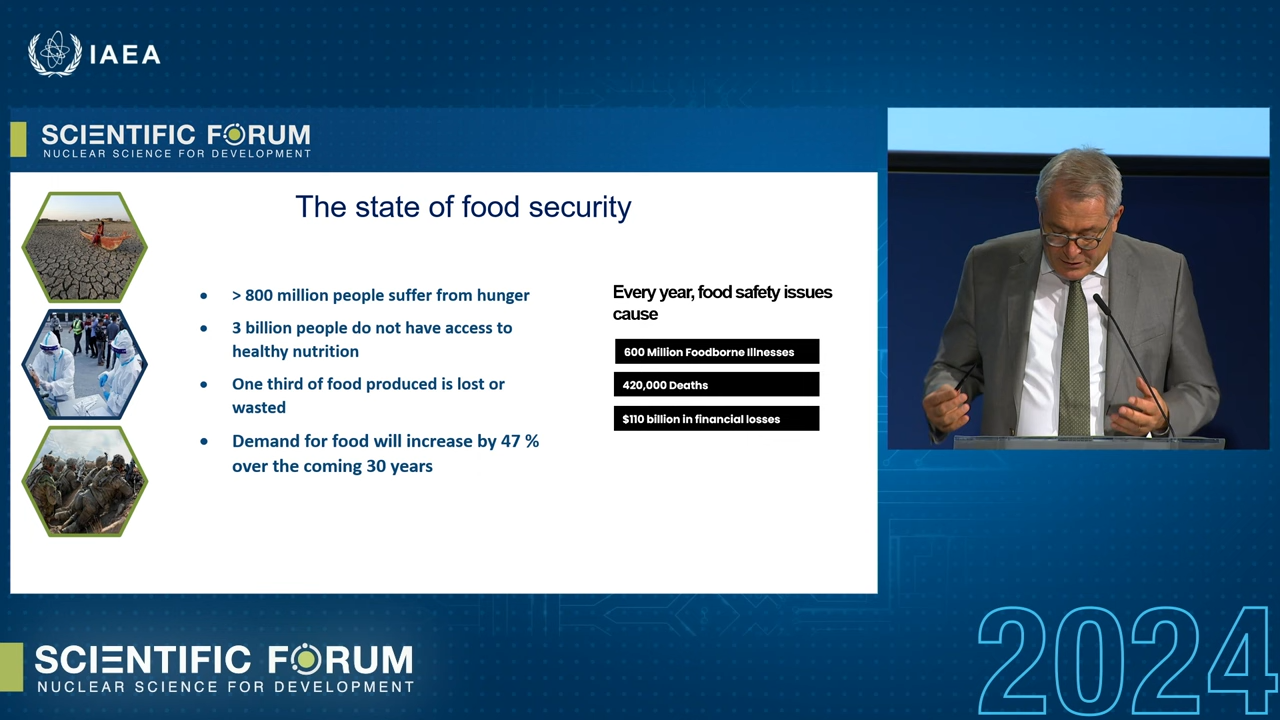 IAEA
SCIENTIFIC FORUM
NUCLEAR SCIENCE FOR DEVELOPMENT
The state of food security
• > 800 million people suffer from hunger
• 3 billion people do not have access to
healthy nutrition
• One third of food produced is lost or
wasted
• Demand for food will increase by 47 %
over the coming 30 years
Every year, food safety issues
cause
600 Million Foodborne Illnesses
420,000 Deaths
$110 billion in financial losses
SCIENTIFIC FORUM
NUCLEAR SCIENCE FOR DEVELOPMENT
2024